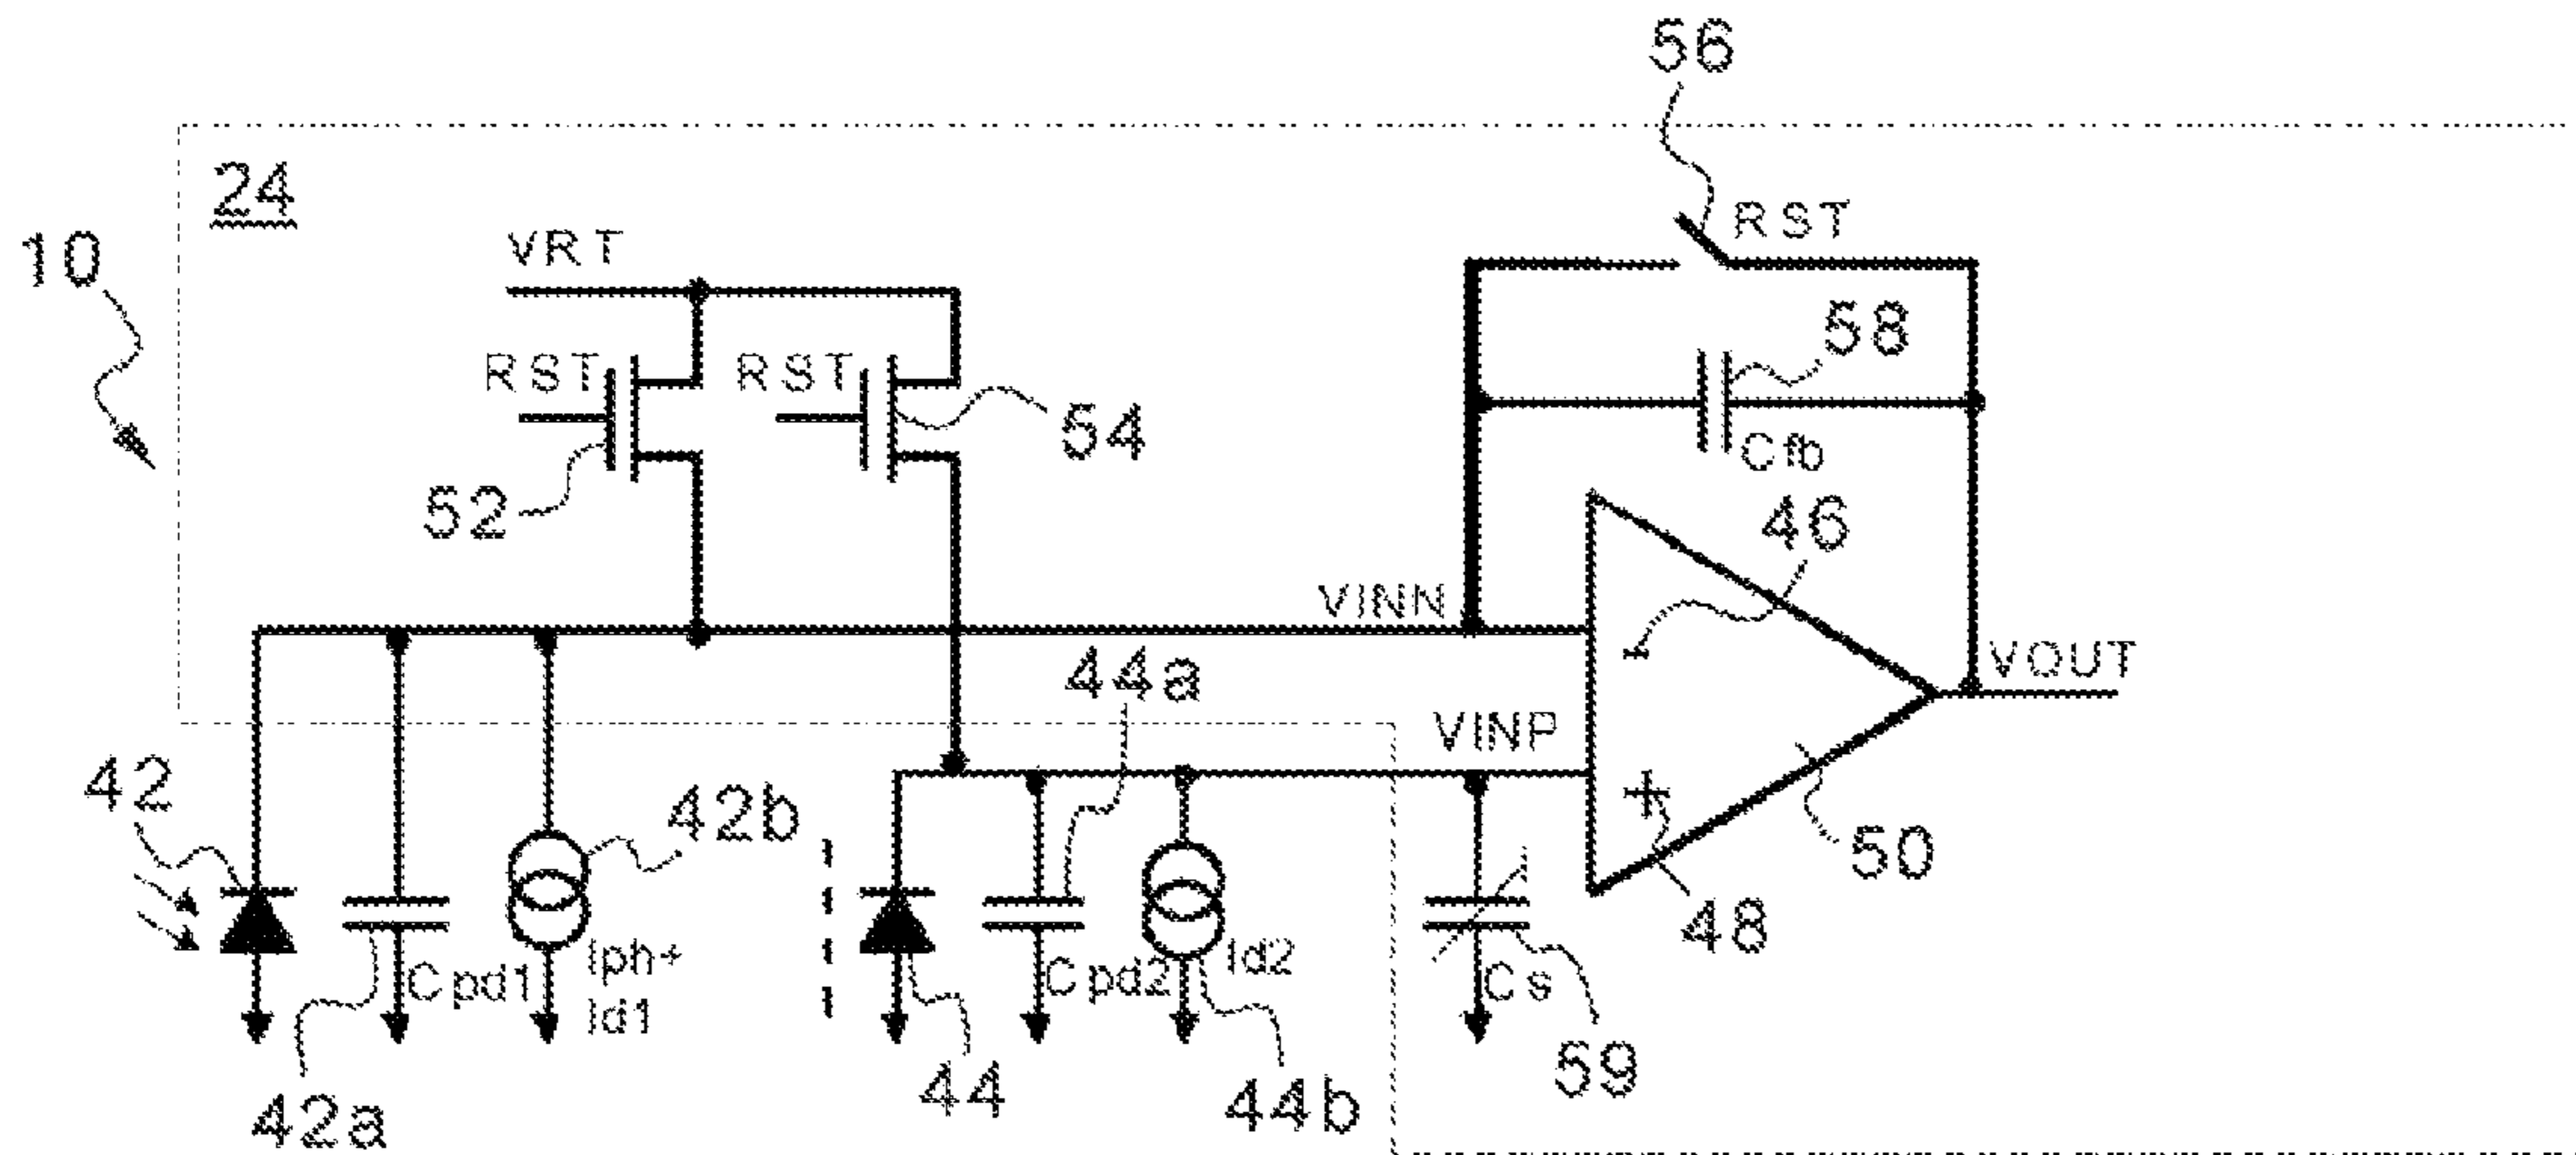 56
24
10
VRT
RST
RST
RST
58
Cfb
54
52
46
VINN
44a
VOUT
VINP
42
42b
50
48
Cpd1
Iph+
Id1
Cpd2
Id2
Cs
59
42a
44
44b